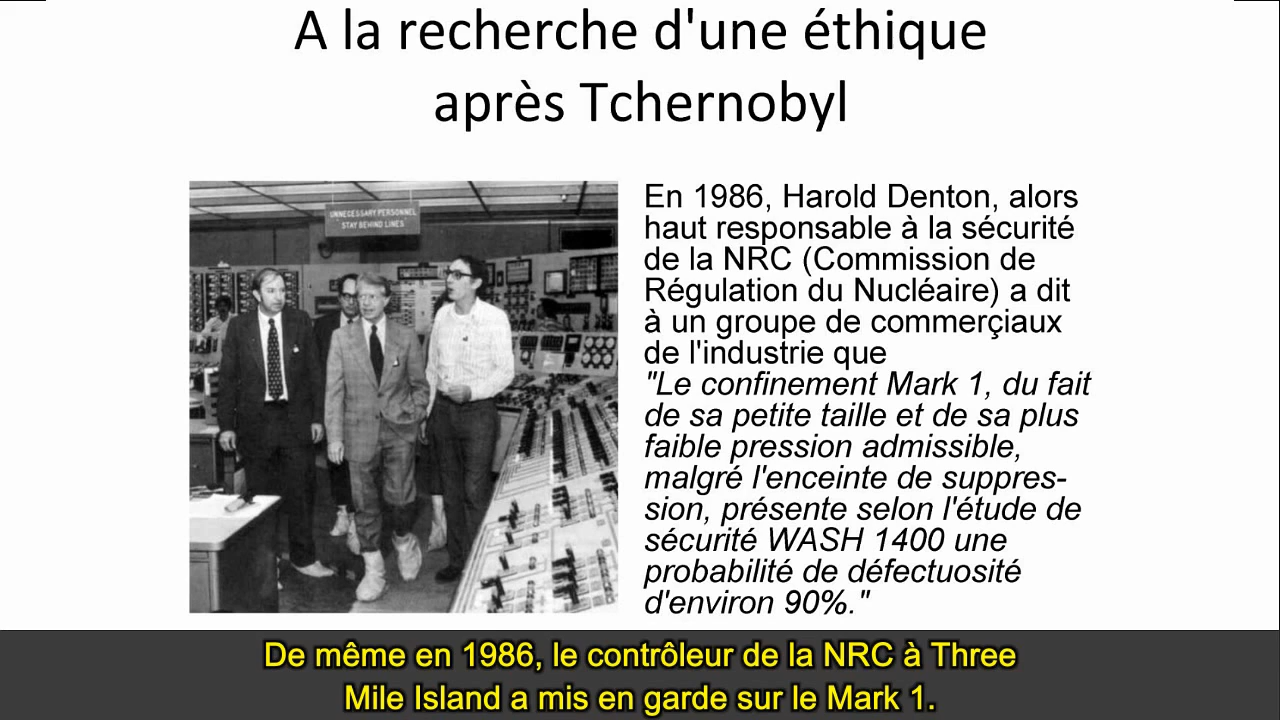 A la recherche d'une éthique
après Tchernobyl
UNNECESSARY PERSONNEL
STAY BEHIND LINES
En 1986, Harold Denton, alors
haut responsable à la sécurité
de la NRC (Commission de
Régulation du Nucléaire) a dit
à un groupe de commerçiaux
de l'industrie que
"Le confinement Mark 1, du fait
de sa petite taille et de sa plus
faible pression admissible,
malgré l'enceinte de suppres-
sion, présente selon l'étude de
sécurité WASH 1400 une
probabilité de défectuosité
d'environ 90%."
De même en 1986, le contrôleur de la NRC à Three
Mile Island a mis en garde sur le Mark 1.